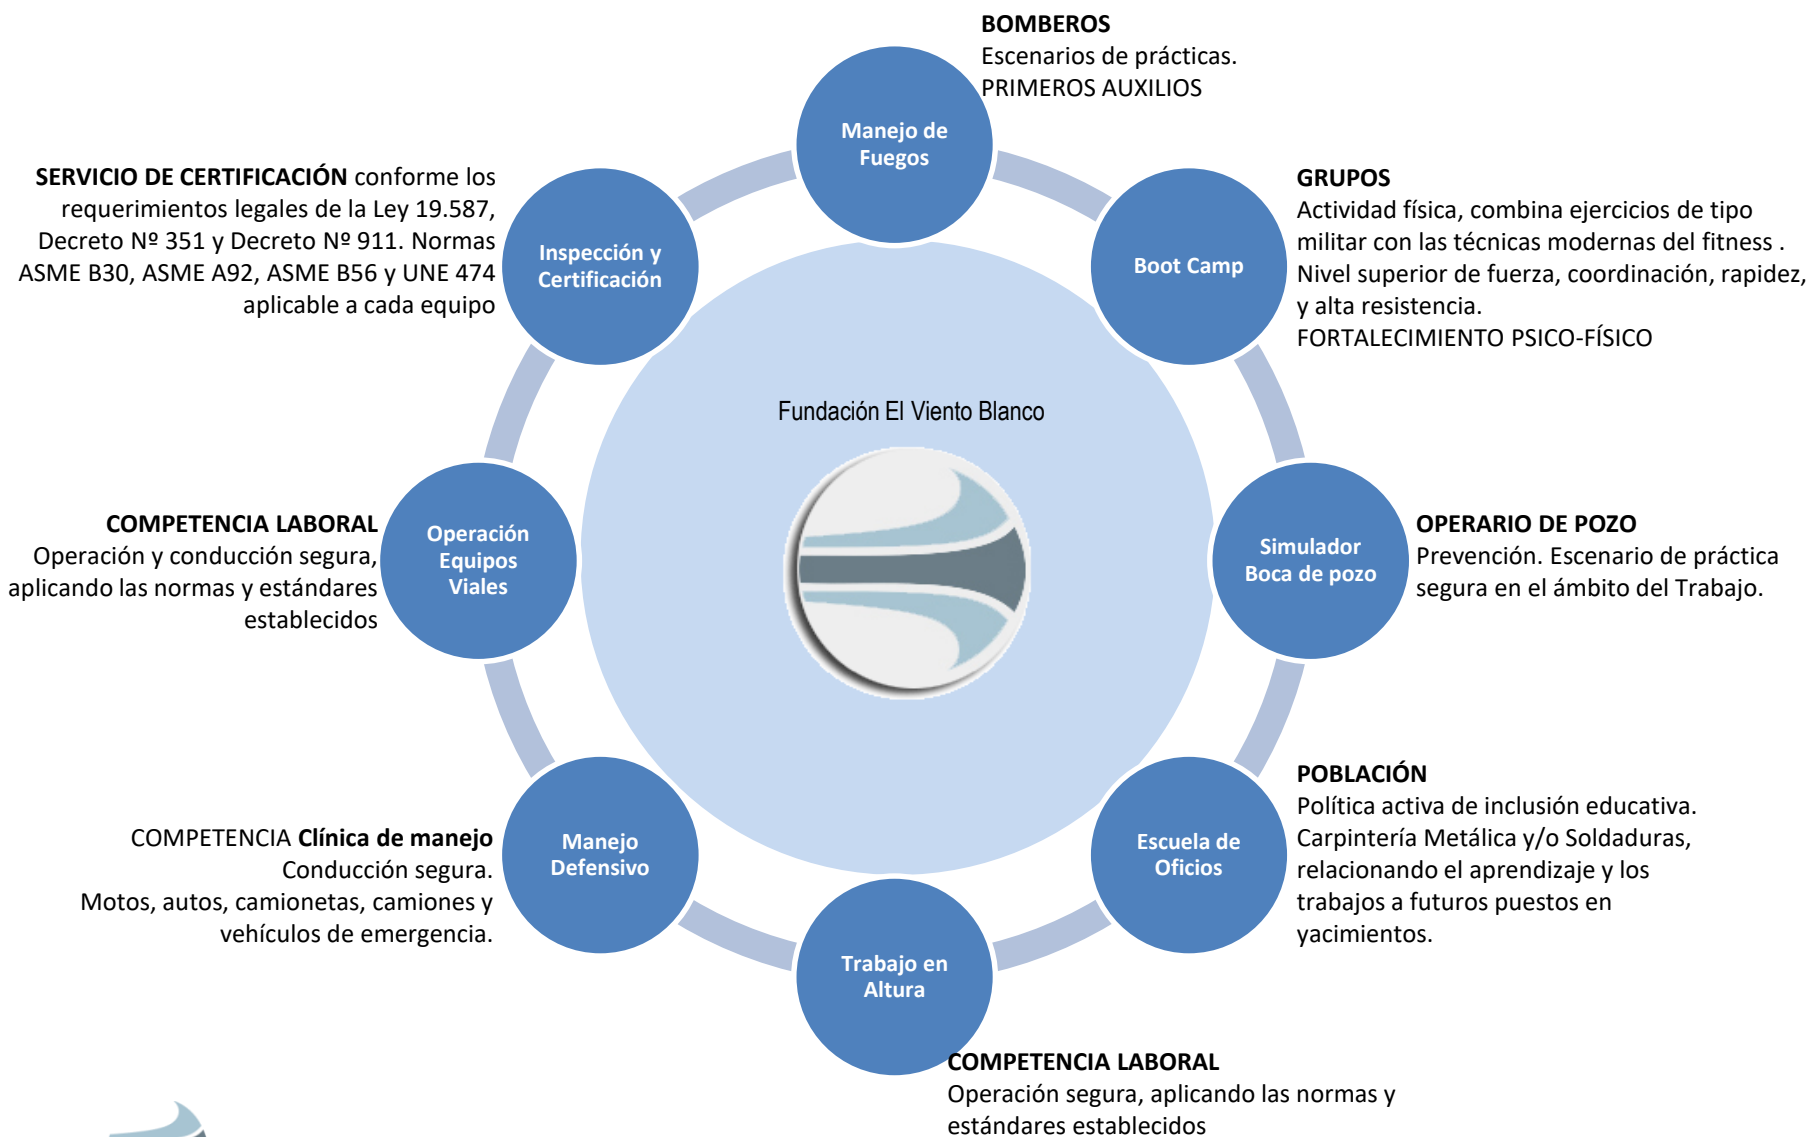 BOMBEROS
Escenarios de prácticas.
PRIMEROS AUXILIOS
Manejo de
Fuegos
GRUPOS
Actividad física, combina ejercicios de tipo
militar con las técnicas modernas del fitness .
Nivel superior de fuerza, coordinación, rapidez,
y alta resistencia.
FORTALECIMIENTO PSICO-FÍSICO
Boot Camp
OPERARIO DE POZO
Prevención. Escenario de práctica
segura en el ámbito del Trabajo.
Simulador
Boca de pozo
POBLACIÓN
Política activa de inclusión educativa.
Carpintería Metálica y/o Soldaduras,
relacionando el aprendizaje y los
trabajos a futuros puestos en
yacimientos.
Escuela de
Oficios
Trabajo en
Altura
COMPETENCIA LABORAL
Operación segura, aplicando las normas y
estándares establecidos
COMPETENCIA Clínica de manejo
Conducción segura.
Motos, autos, camionetas, camiones y
vehículos de emergencia.
Manejo
Defensivo
COMPETENCIA LABORAL
Operación y conducción segura,
aplicando las normas y estándares
establecidos
Operación
Equipos
Viales
SERVICIO DE CERTIFICACIÓN conforme los
requerimientos legales de la Ley 19.587,
Decreto Nº 351 y Decreto Nº 911. Normas
ASME B30, ASME A92, ASME B56 y UNE 474
aplicable a cada equipo
Inspección y
Certificación
Fundación El Viento Blanco